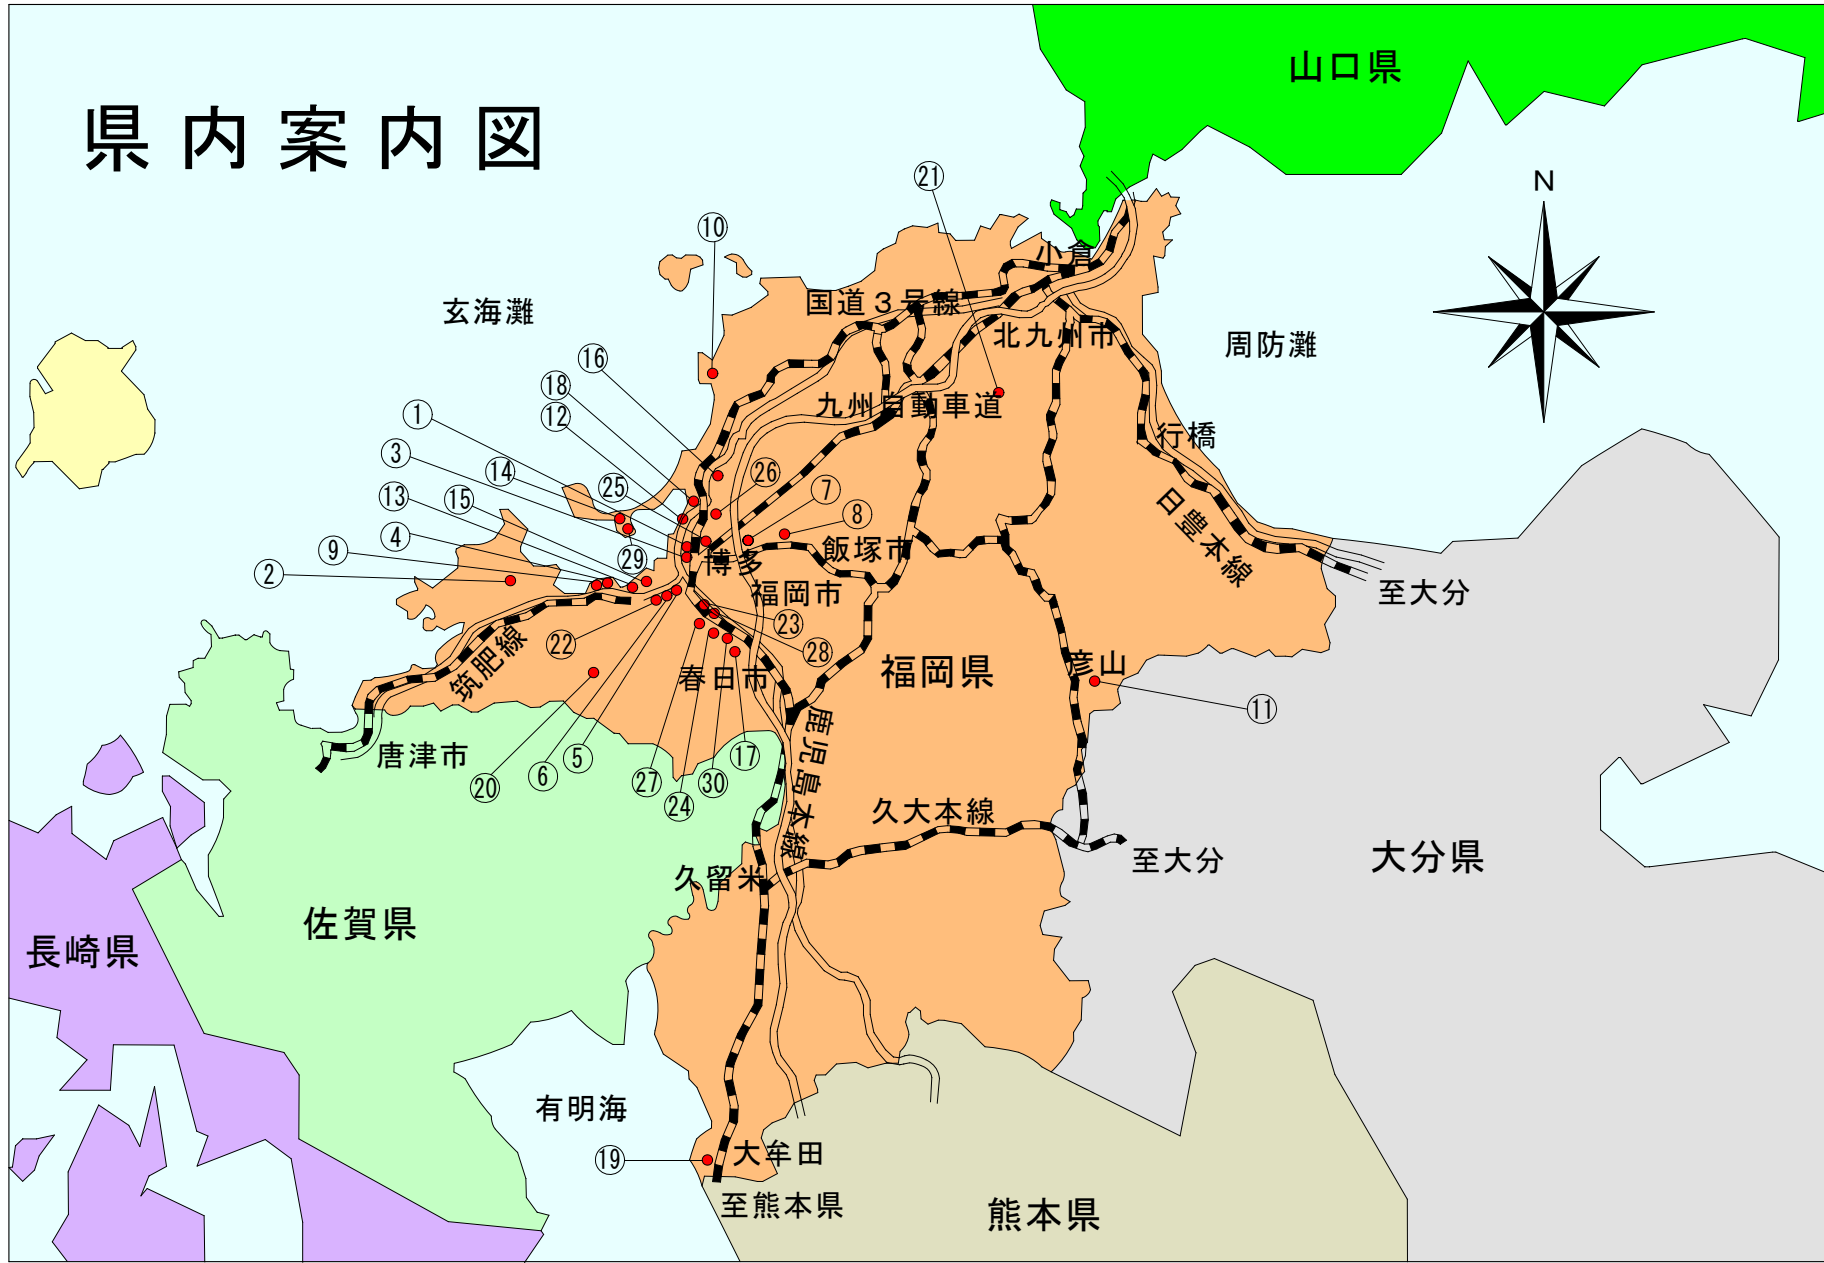 山口県
県内案内図
N
㉑
⑩
小倉
国道３号線
玄海灘
北九州市
周防灘
⑯
⑱
九州自動車道
①
⑫
行橋
③
⑭
㉖
⑦
㉕
⑬
⑮
日豊本線
⑧
④
⑨
㉙
博多
飯塚市
②
福岡市
至大分
㉓
㉒
㉘
筑肥線
春日市
福岡県
彦山
⑪
鹿児島本線
唐津市
⑳
⑥
⑤
㉗
㉔
㉚
⑰
久大本線
至大分
大分県
久留米
佐賀県
長崎県
有明海
⑲
大牟田
至熊本県
熊本県